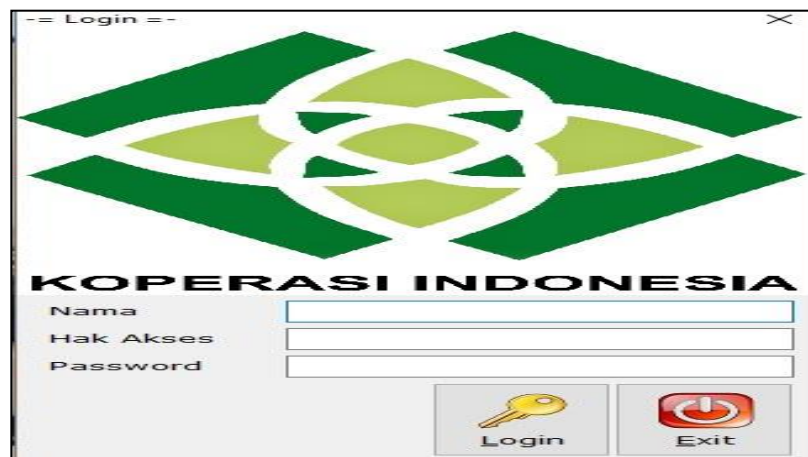 -= Login =-
KOPERASI INDONESIA
Nama
Hak Akses
Password
Login
Exit